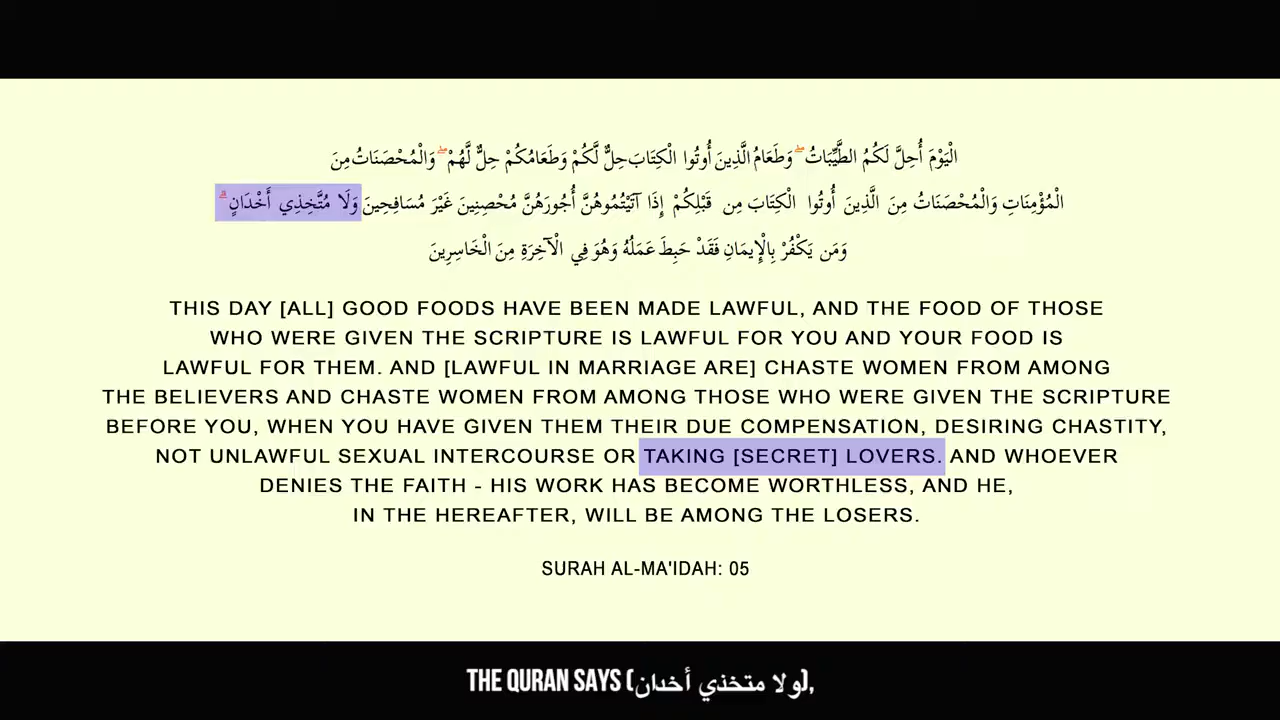 الْيَوْمَ أُحِلَّ لَكُمُ الطَّيِّبَاتُ ۖ وَطَعَامُ الَّذِينَ أُوتُوا الْكِتَابَ حِلٌّ لَّكُمْ وَطَعَامُكُمْ حِلٌّ لَّهُمْ ۖ وَالْمُحْصَنَاتُ مِنَ
الْمُؤْمِنَاتِ وَالْمُحْصَنَاتُ مِنَ الَّذِينَ أُوتُوا الْكِتَابَ مِن قَبْلِكُمْ إِذَا آتَيْتُمُوهُنَّ أُجُورَهُنَّ مُحْصِنِينَ غَيْرَ مُسَافِحِينَ وَلَا مُتَّخِذِي أَخْدَانٍ ۗ
وَمَن يَكْفُرْ بِالْإِيمَانِ فَقَدْ حَبِطَ عَمَلُهُ وَهُوَ فِي الْآخِرَةِ مِنَ الْخَاسِرِينَ
THIS DAY [ALL] GOOD FOODS HAVE BEEN MADE LAWFUL, AND THE FOOD OF THOSE
WHO WERE GIVEN THE SCRIPTURE IS LAWFUL FOR YOU AND YOUR FOOD IS
LAWFUL FOR THEM. AND [LAWFUL IN MARRIAGE ARE] CHASTE WOMEN FROM AMONG
THE BELIEVERS AND CHASTE WOMEN FROM AMONG THOSE WHO WERE GIVEN THE SCRIPTURE
BEFORE YOU, WHEN YOU HAVE GIVEN THEM THEIR DUE COMPENSATION, DESIRING CHASTITY,
NOT UNLAWFUL SEXUAL INTERCOURSE OR TAKING [SECRET] LOVERS. AND WHOEVER
DENIES THE FAITH - HIS WORK HAS BECOME WORTHLESS, AND HE,
IN THE HEREAFTER, WILL BE AMONG THE LOSERS.
SURAH AL-MA'IDAH: 05
THE QURAN SAYS (ولا متخذي أخدان),